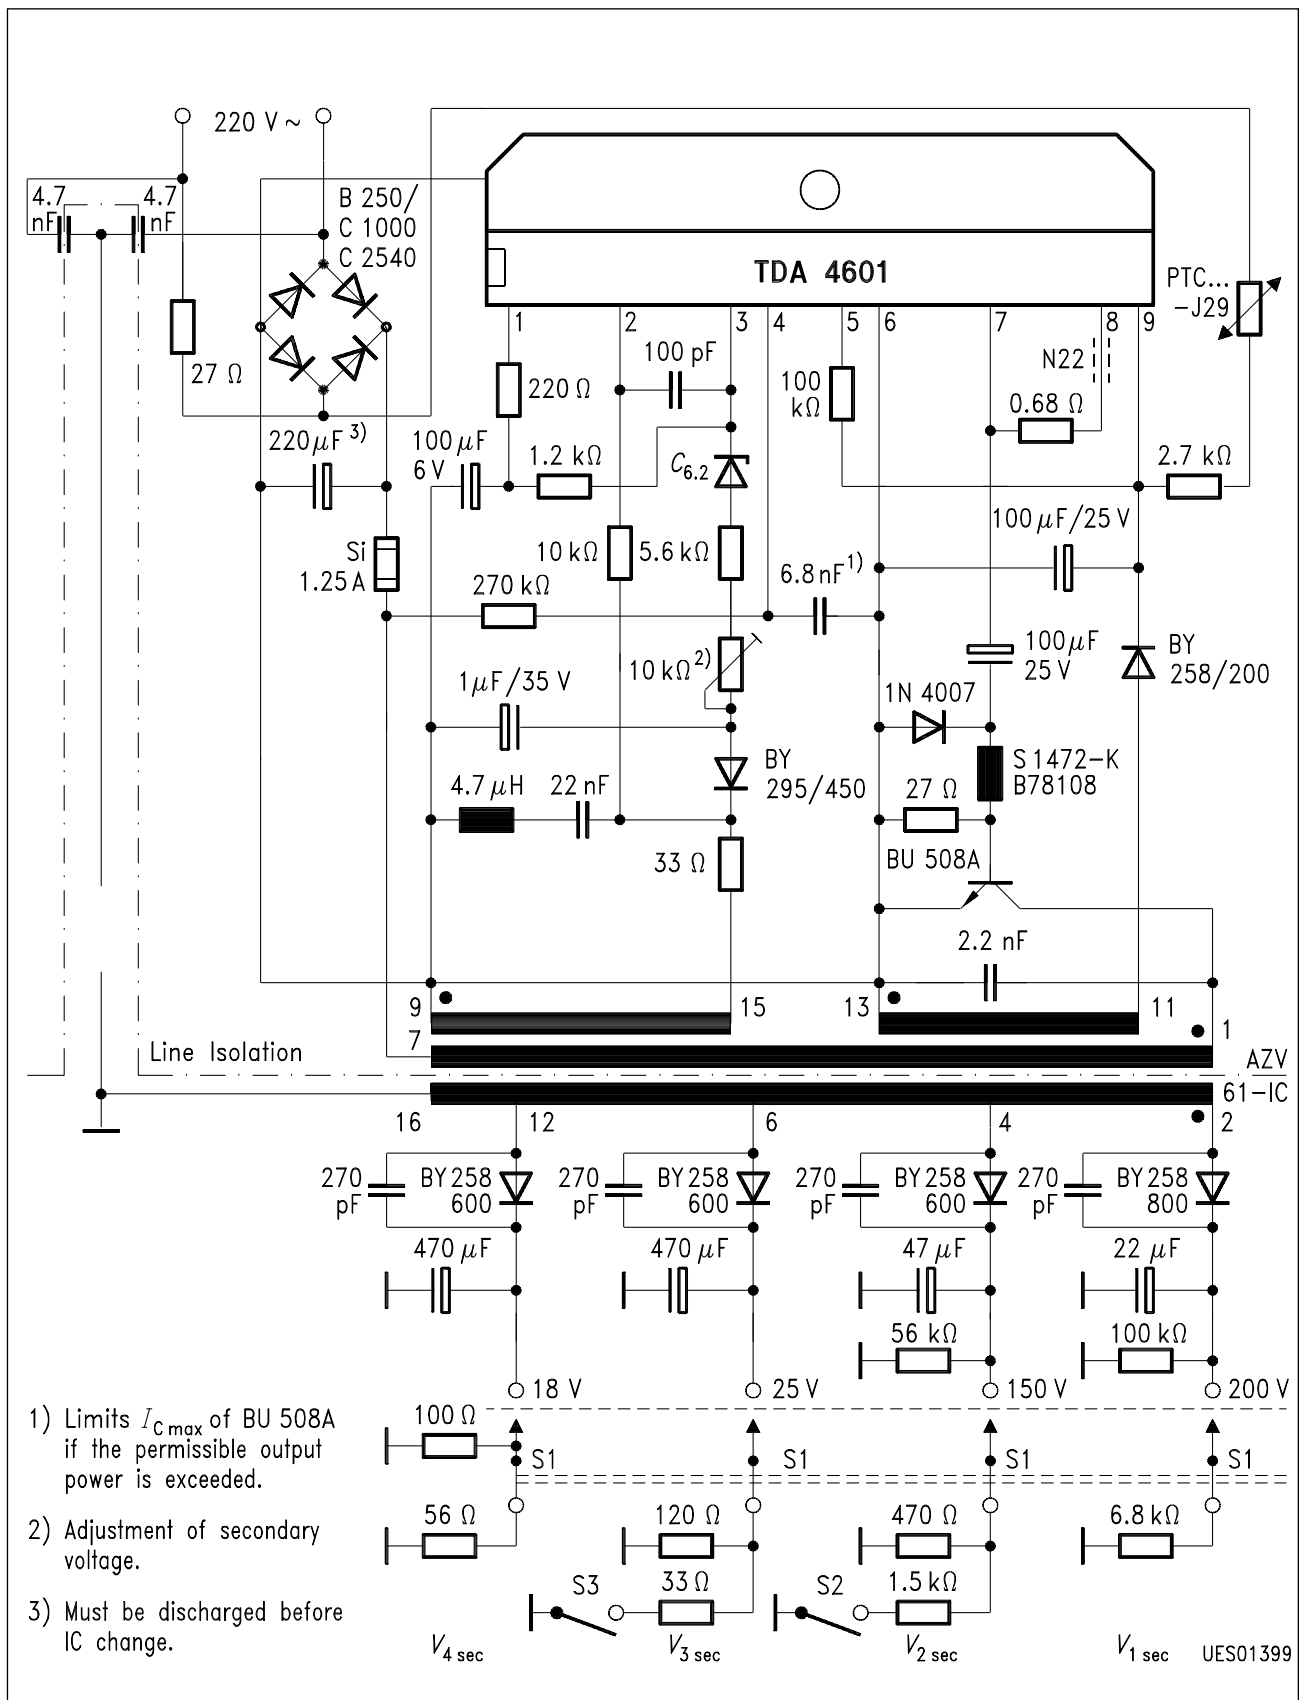 220 V ~
4.7
nF
4.7
nF
B 250/
C 1000
C 2540
TDA 4601
PTC...
-J29
1
2
3
4
5
6
7
8
9
27 Ω
220 Ω
100 pF
100
kΩ
N22
0.68 Ω
220 μF 3)
100 μF
6 V
1.2 kΩ
C6.2
2.7 kΩ
100 μF/25 V
Si
1.25 A
10 kΩ
5.6 kΩ
6.8 nF 1)
270 kΩ
10 kΩ 2)
100 μF
25 V
BY
258/200
1 μF/35 V
1N 4007
BY
295/450
S 1472-K
B78108
4.7 μH
22 nF
27 Ω
33 Ω
BU 508A
2.2 nF
9
15
13
11
7
1
Line Isolation
AZV
61-IC
16
12
6
4
2
270
pF
BY 258
600
270
pF
BY 258
600
270
pF
BY 258
600
270
pF
BY 258
800
470 μF
470 μF
47 μF
22 μF
56 kΩ
100 kΩ
18 V
25 V
150 V
200 V
1) Limits IC max of BU 508A
if the permissible output
power is exceeded.
100 Ω
S1
S1
S1
S1
2) Adjustment of secondary
voltage.
56 Ω
120 Ω
470 Ω
6.8 kΩ
3) Must be discharged before
IC change.
S3
33 Ω
S2
1.5 kΩ
V4 sec
V3 sec
V2 sec
V1 sec
UES01399